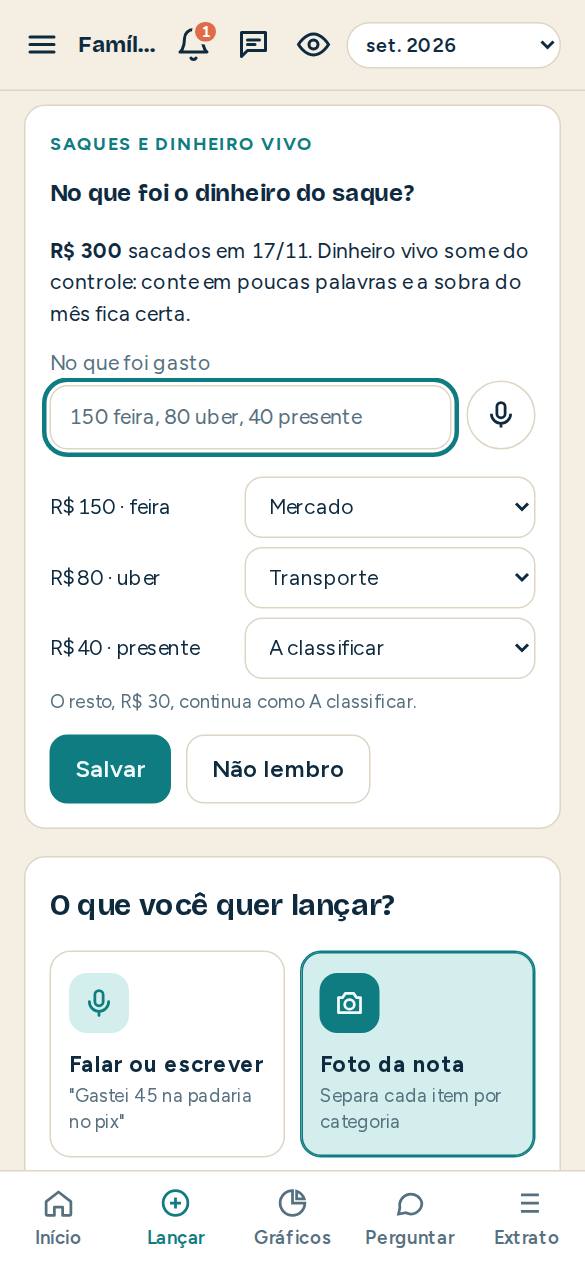 Famíl...
1
set. 2026
SAQUES E DINHEIRO VIVO
No que foi o dinheiro do saque?
R$ 300 sacados em 17/11. Dinheiro vivo some do
controle: conte em poucas palavras e a sobra do
mês fica certa.
No que foi gasto
150 feira, 80 uber, 40 presente
R$ 150 · feira
Mercado
R$ 80 · uber
Transporte
R$ 40 · presente
A classificar
O resto, R$ 30, continua como A classificar.
Salvar
Não lembro
O que você quer lançar?
Falar ou escrever
"Gastei 45 na padaria
no pix"
Foto da nota
Separa cada item por
categoria
Início
Lançar
Gráficos
Perguntar
Extrato